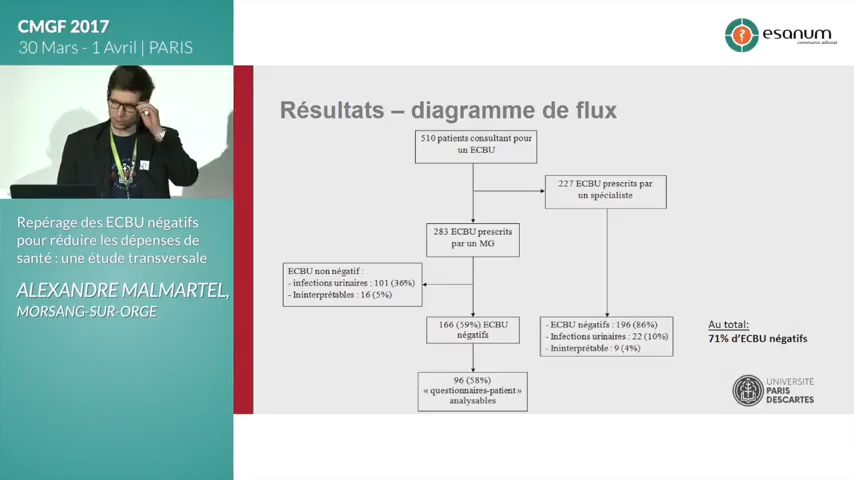 CMGF 2017
30 Mars - 1 Avril | PARIS
esanum
communio adiuvat
Repérage des ECBU négatifs
pour réduire les dépenses de
santé : une étude transversale
ALEXANDRE MALMARTEL,
MORSANG-SUR-ORGE
Résultats – diagramme de flux
510 patients consultant pour
un ECBU
227 ECBU prescrits par
un spécialiste
283 ECBU prescrits
par un MG
ECBU non négatif :
- infections urinaires : 101 (36%)
- Ininterprétables : 16 (5%)
166 (59%) ECBU
négatifs
- ECBU négatifs : 196 (86%)
- Infections urinaires : 22 (10%)
- Ininterprétable : 9 (4%)
Au total:
71% d’ECBU négatifs
96 (58%)
« questionnaires-patient »
analysables
UNIVERSITÉ
PARIS
DESCARTES